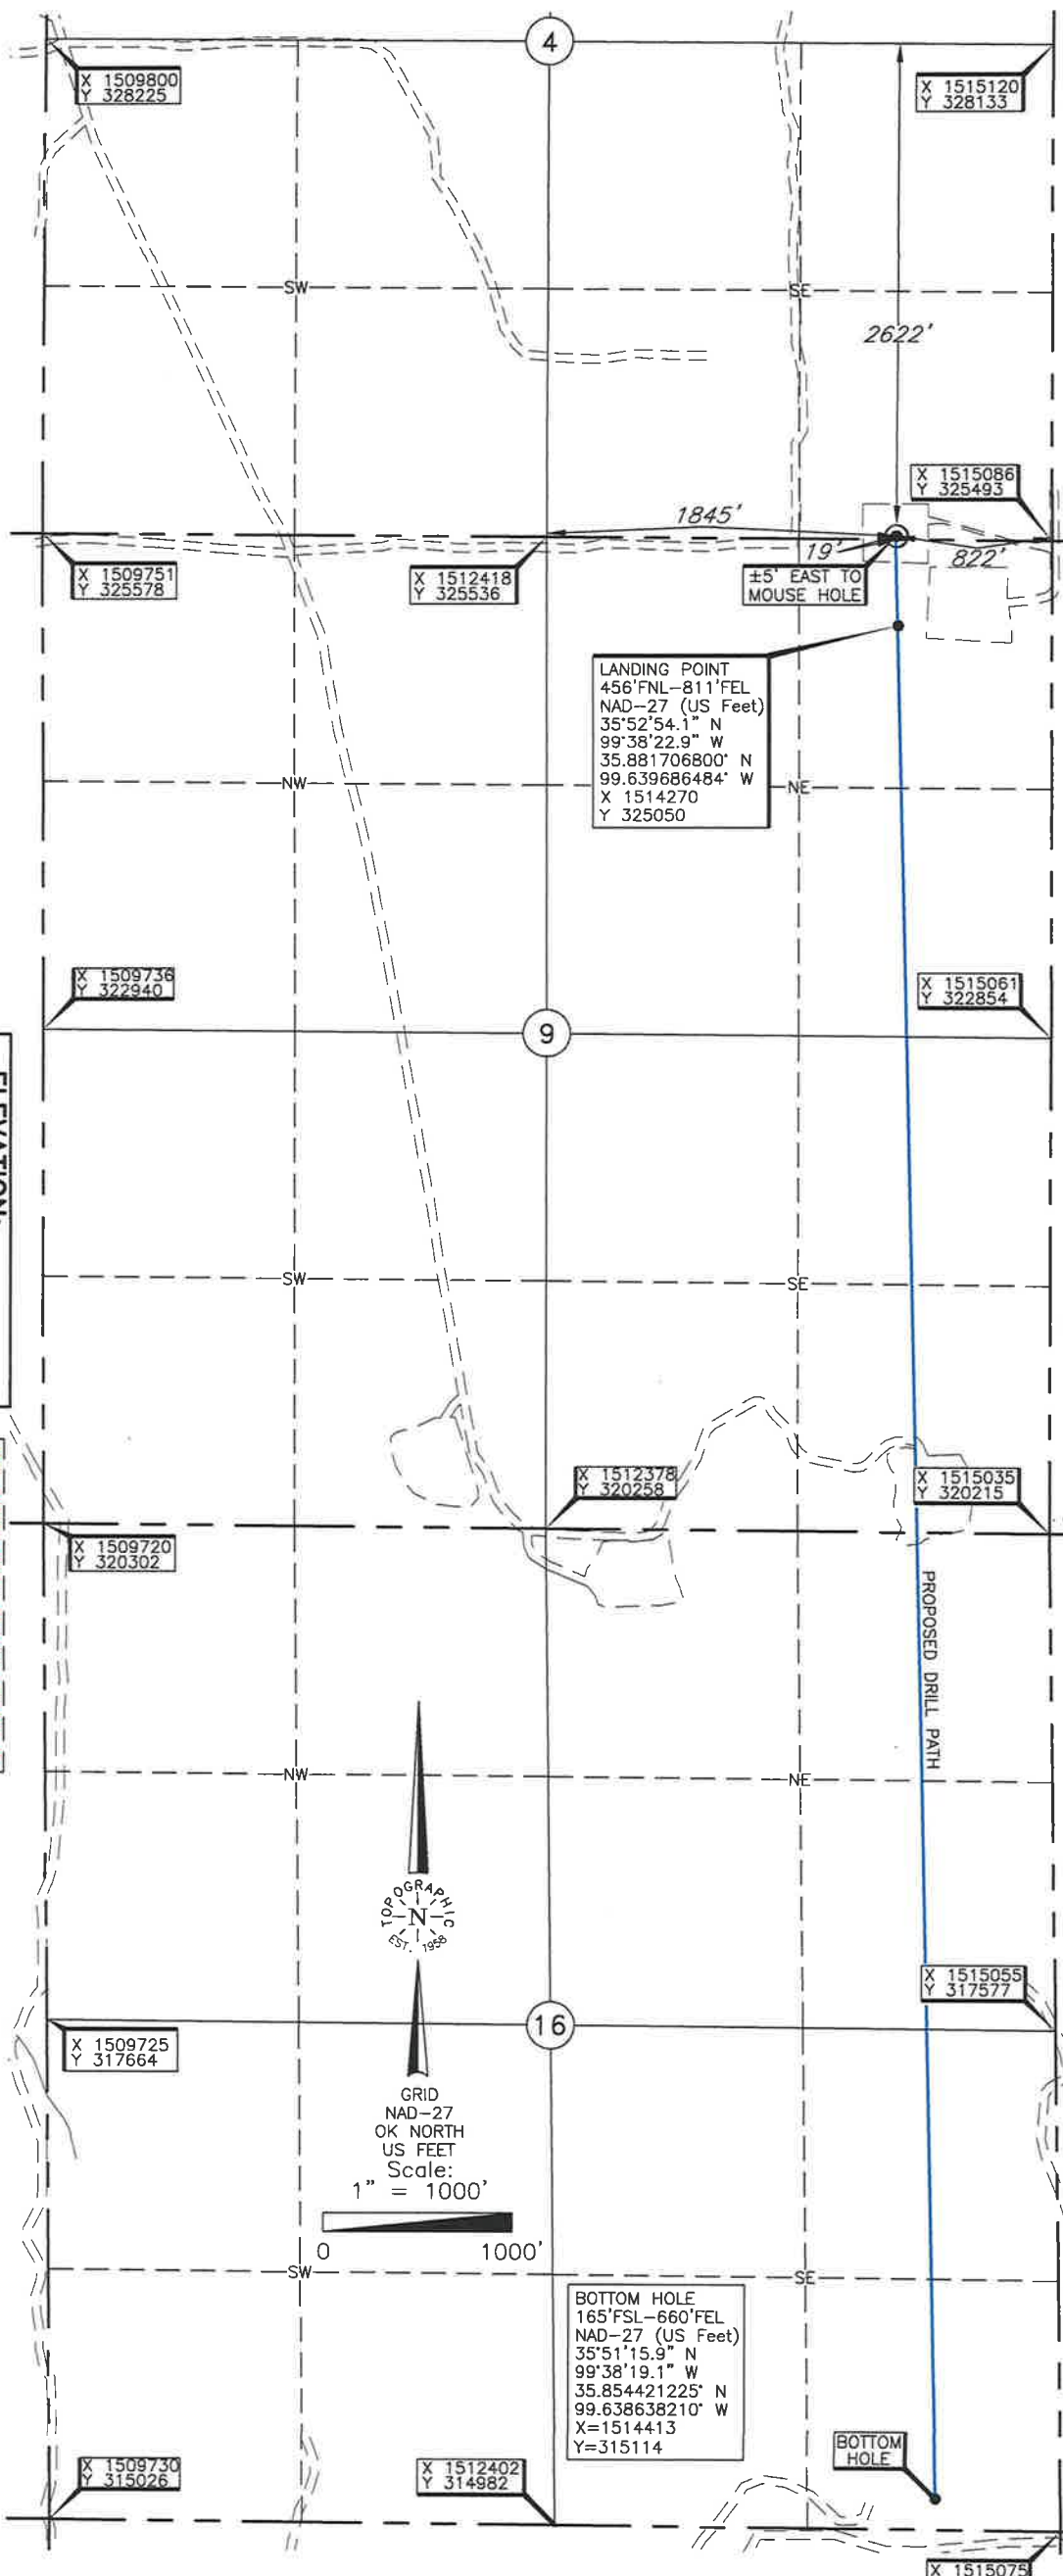 4
X 1509800
Y 328225
X 1515120
Y 328133
SW
SE
2622'
X 1515086
Y 325493
1845'
19'
822'
X 1509751
Y 325578
X 1512418
Y 325536
±5' EAST TO
MOUSE HOLE
LANDING POINT
456'FNL-811'FEL
NAD-27 (US Feet)
35°52'54.1" N
99°38'22.9" W
35.881706800° N
99.639686484° W
X 1514270
Y 325050
NW
NE
X 1509736
Y 322940
X 1515061
Y 322854
9
ELEVATION:
SW
SE
X 1512378
Y 320258
X 1515035
Y 320215
X 1509720
Y 320302
PROPOSED DRILL PATH
NW
NE
TOPOGRAPHIC
N
EST. 1958
X 1515055
Y 317577
16
X 1509725
Y 317664
GRID
NAD-27
OK NORTH
US FEET
Scale:
1" = 1000'
0 1000'
SW
SE
BOTTOM HOLE
165'FSL-660'FEL
NAD-27 (US Feet)
35°51'15.9" N
99°38'19.1" W
35.854421225° N
99.638638210° W
X=1514413
Y=315114
BOTTOM
HOLE
X 1509730
Y 315026
X 1512402
Y 314982
X 1515075